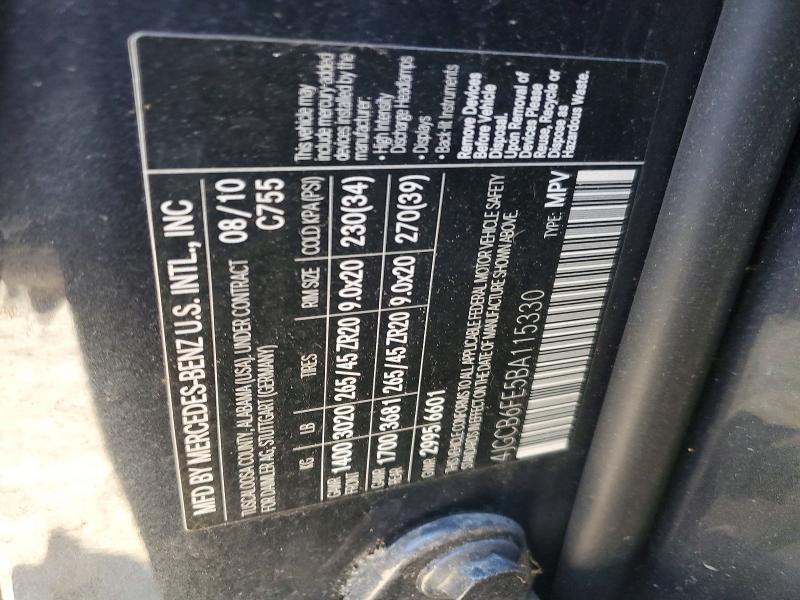 MFD BY MERCEDES-BENZ U.S. INTL., INC
TUSCALOOSA COUNTY, ALABAMA (USA), UNDER CONTRACT 08/10
FOR DAIMLER AG, STUTTGART (GERMANY) C755
KG LB TIRES RIM SIZE COLD KPA (PSI)
GAWR 1400 3020 265/45 ZR20 9.0x20 230(34)
FRONT
GAWR 1700 3681 265/45 ZR20 9.0x20 270(39)
REAR
GVWR 2995 6601
THIS VEHICLE CONFORMS TO ALL APPLICABLE FEDERAL MOTOR VEHICLE SAFETY
STANDARDS IN EFFECT ON THE DATE OF MANUFACTURE SHOWN ABOVE.
4JGCB6FE5BA115330 TYPE: MPV
This vehicle may
include mercury-added
devices installed by the
manufacturer:
• High Intensity
Discharge Headlamps
• Displays
• Back-lit Instruments
Remove Devices
Before Vehicle
Disposal.
Upon Removal of
Devices Please
Reuse, Recycle or
Dispose as
Hazardous Waste.